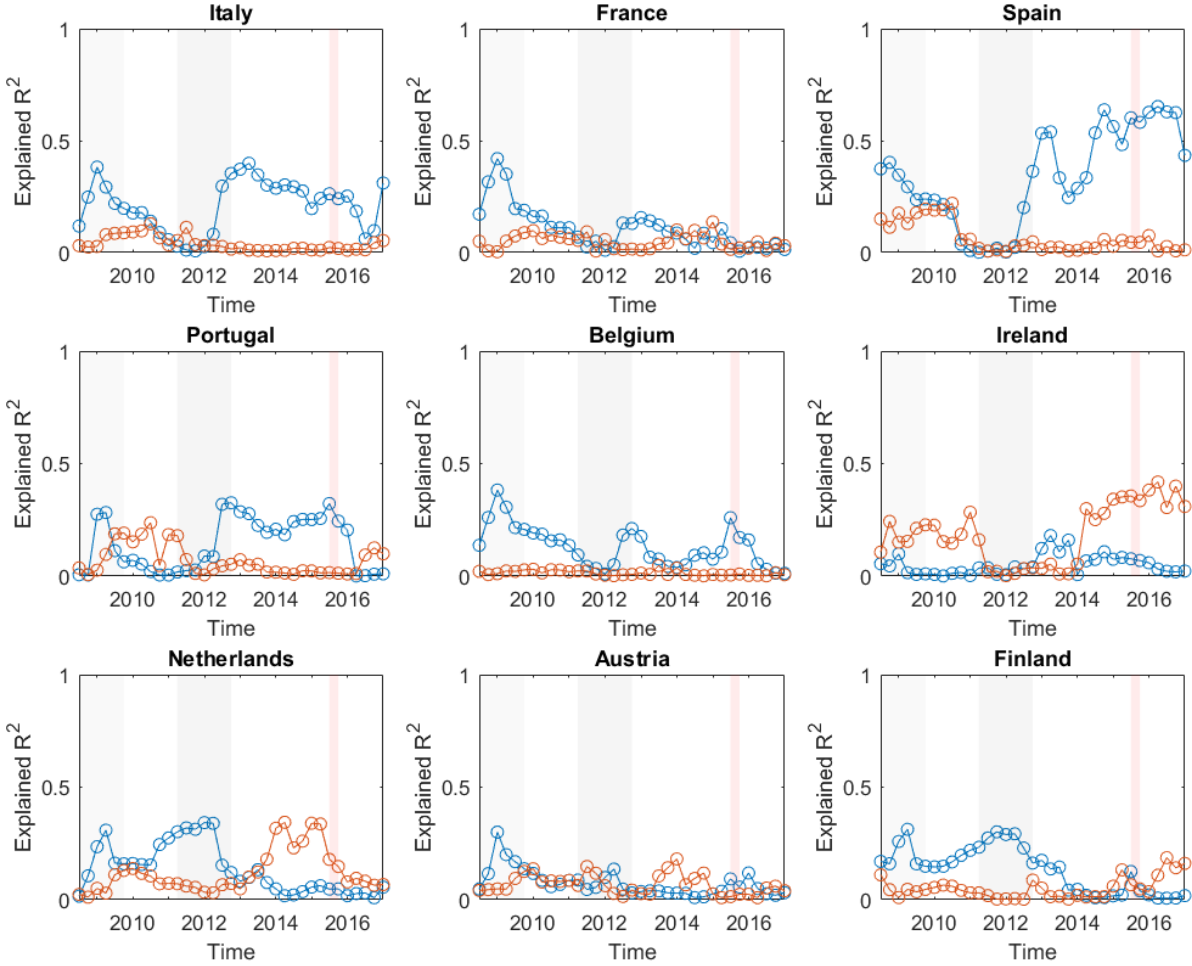 Italy
1
0.5
0
Explained R²
2010 2012 2014 2016
Time
France
1
0.5
0
Explained R²
2010 2012 2014 2016
Time
Spain
1
0.5
0
Explained R²
2010 2012 2014 2016
Time
Portugal
1
0.5
0
Explained R²
2010 2012 2014 2016
Time
Belgium
1
0.5
0
Explained R²
2010 2012 2014 2016
Time
Ireland
1
0.5
0
Explained R²
2010 2012 2014 2016
Time
Netherlands
1
0.5
0
Explained R²
2010 2012 2014 2016
Time
Austria
1
0.5
0
Explained R²
2010 2012 2014 2016
Time
Finland
1
0.5
0
Explained R²
2010 2012 2014 2016
Time